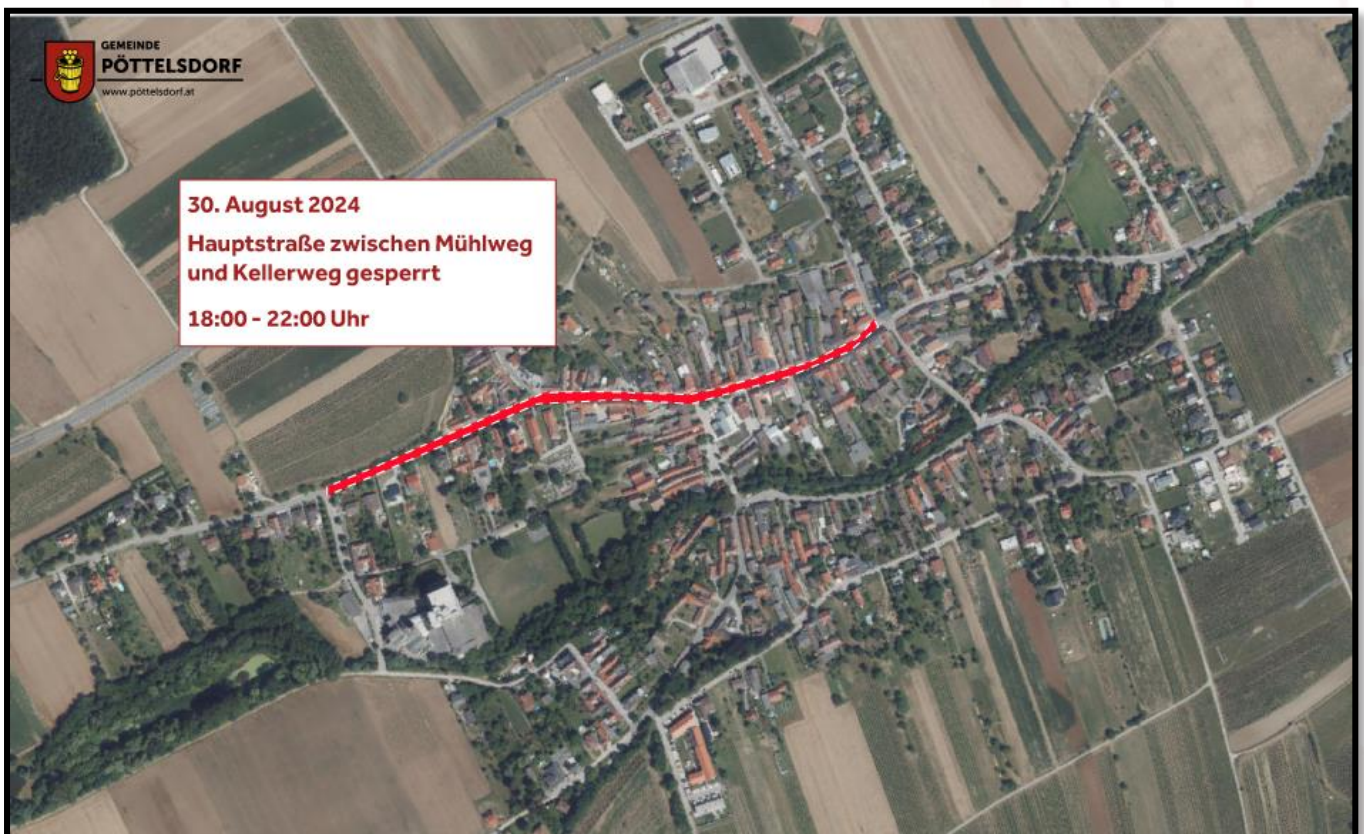 GEMEINDE
PÖTTELSDORF
www.pöttelsdorf.at
30. August 2024
Hauptstraße zwischen Mühlweg
und Kellerweg gesperrt
18:00 - 22:00 Uhr